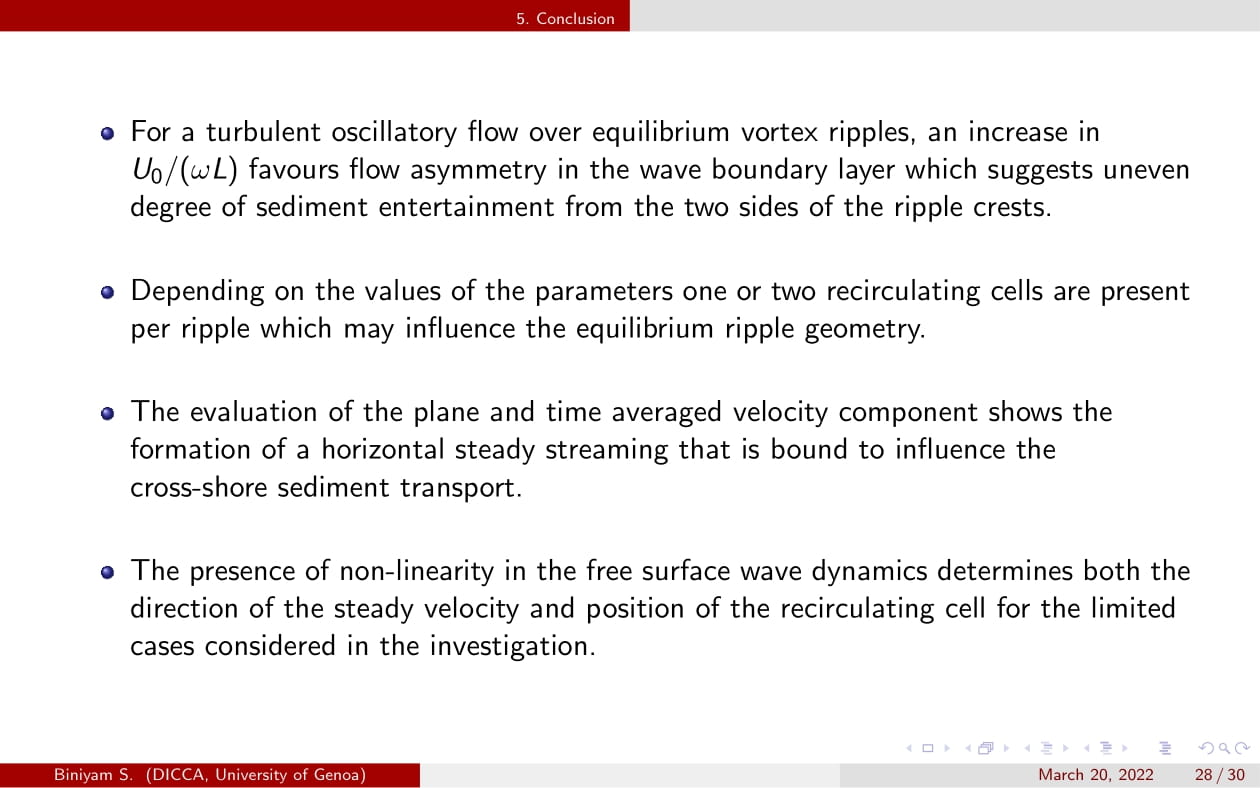 5. Conclusion
For a turbulent oscillatory flow over equilibrium vortex ripples, an increase in
U₀/(ωL) favours flow asymmetry in the wave boundary layer which suggests uneven
degree of sediment entertainment from the two sides of the ripple crests.
Depending on the values of the parameters one or two recirculating cells are present
per ripple which may influence the equilibrium ripple geometry.
The evaluation of the plane and time averaged velocity component shows the
formation of a horizontal steady streaming that is bound to influence the
cross-shore sediment transport.
The presence of non-linearity in the free surface wave dynamics determines both the
direction of the steady velocity and position of the recirculating cell for the limited
cases considered in the investigation.
Biniyam S. (DICCA, University of Genoa) March 20, 2022 28 / 30